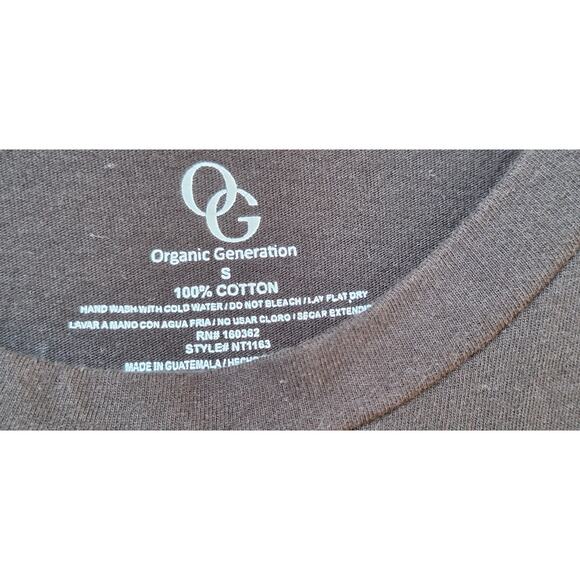 OG
Organic Generation
S
100% COTTON
HAND WASH WITH COLD WATER / DO NOT BLEACH / LAY FLAT DRY
LAVAR A MANO CON AGUA FRIA / NO USAR CLORO / SECAR EXTENDI
RN# 160362
STYLE# NT1163
MADE IN GUATEMALA / HECHO